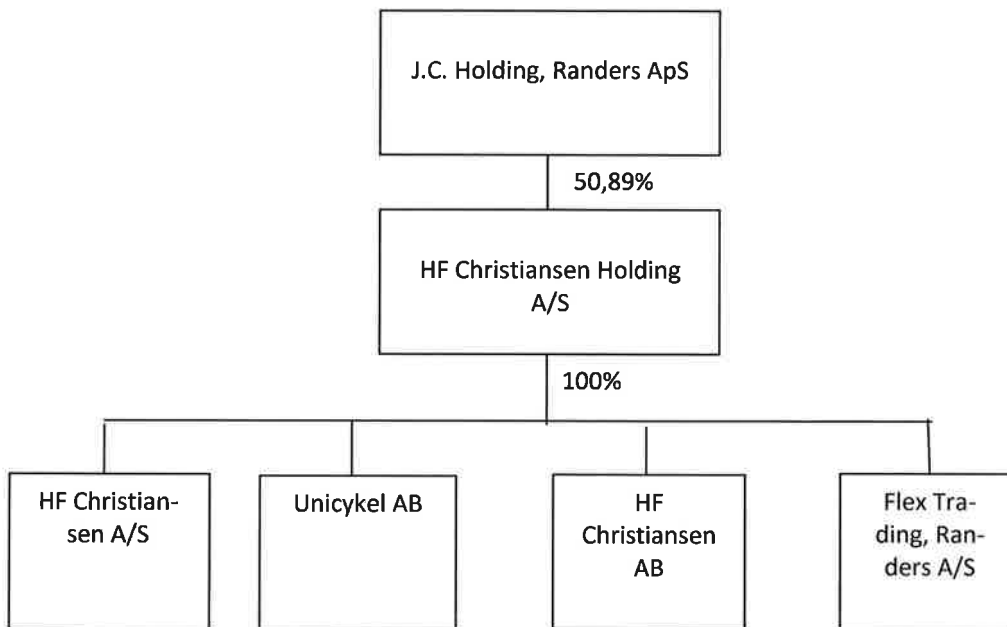 J.C. Holding, Randers ApS
50,89%
HF Christiansen Holding
A/S
100%
HF Christian-
sen A/S
Unicykel AB
HF
Christiansen
AB
Flex Tra-
ding, Ran-
ders A/S